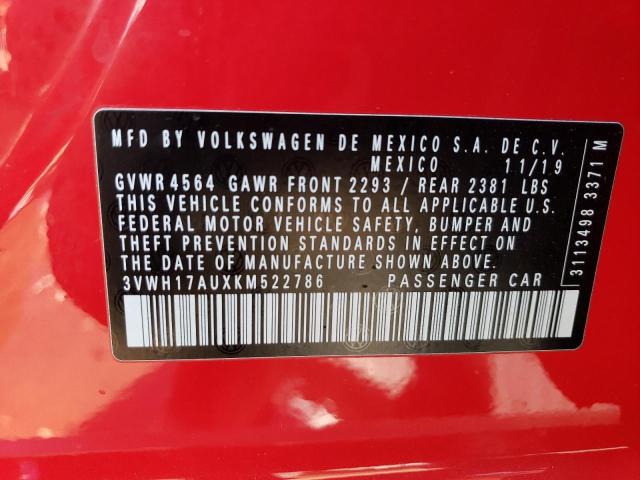 MFD BY VOLKSWAGEN DE MEXICO S.A. DE C.V.
MEXICO 11/19
GVWR 4564 GAWR FRONT 2293 / REAR 2381 LBS
THIS VEHICLE CONFORMS TO ALL APPLICABLE U.S.
FEDERAL MOTOR VEHICLE SAFETY, BUMPER AND
THEFT PREVENTION STANDARDS IN EFFECT ON
THE DATE OF MANUFACTURE SHOWN ABOVE.
3VWH17AUXKM522786 PASSENGER CAR
3113498 3371 M